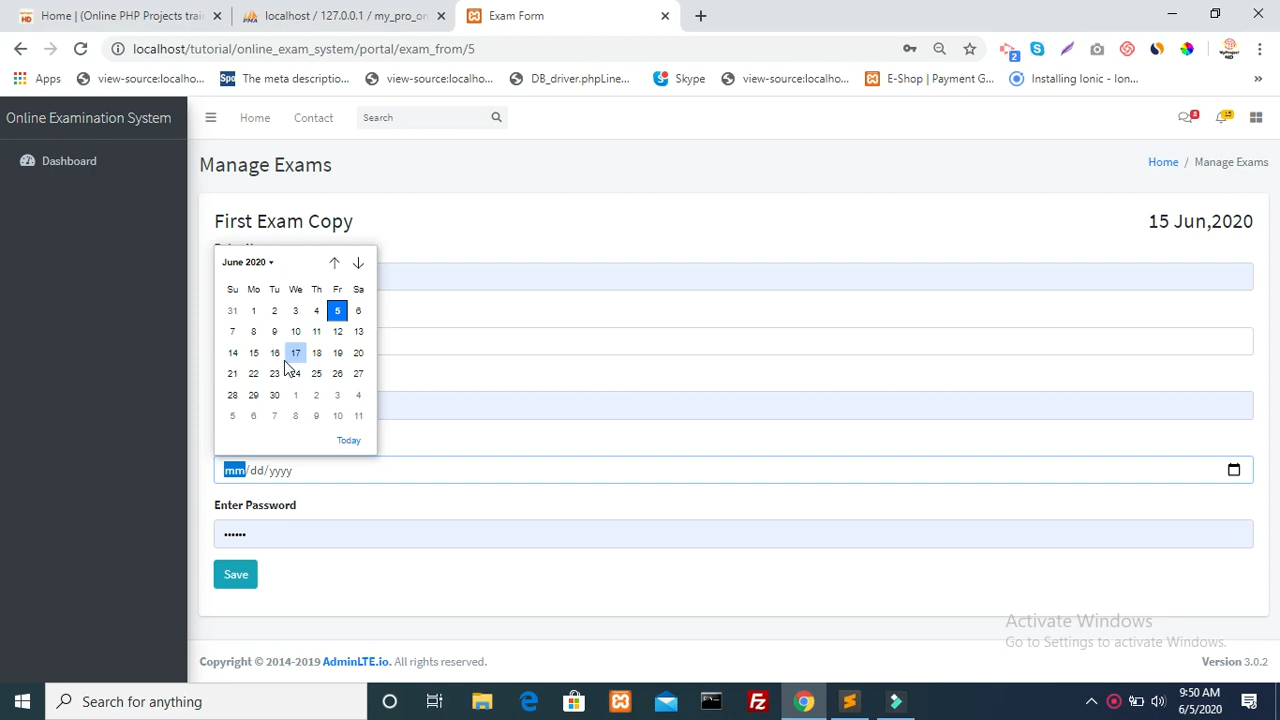 Home | (Online PHP Projects trai
localhost / 127.0.0.1 / my_pro_on
Exam Form
localhost/tutorial/online_exam_system/portal/exam_from/5
2
Apps
view-source:localho...
Spo
The meta descriptio...
view-source:localho...
DB_driver.phpLine...
Skype
view-source:localho...
E-Shop | Payment G...
Installing Ionic - Ion...
»
Online Examination System
Home
Contact
Search
Dashboard
Manage Exams
Home / Manage Exams
First Exam Copy
15 Jun,2020
June 2020
Su Mo Tu We Th Fr Sa
31 1 2 3 4 5 6
7 8 9 10 11 12 13
14 15 16 17 18 19 20
21 22 23 24 25 26 27
28 29 30 1 2 3 4
5 6 7 8 9 10 11
Today
mm/dd/yyyy
Enter Password
••••••
Save
Activate Windows
Go to Settings to activate Windows.
Copyright © 2014-2019 AdminLTE.io. All rights reserved.
Version 3.0.2
Search for anything
9:50 AM
6/5/2020